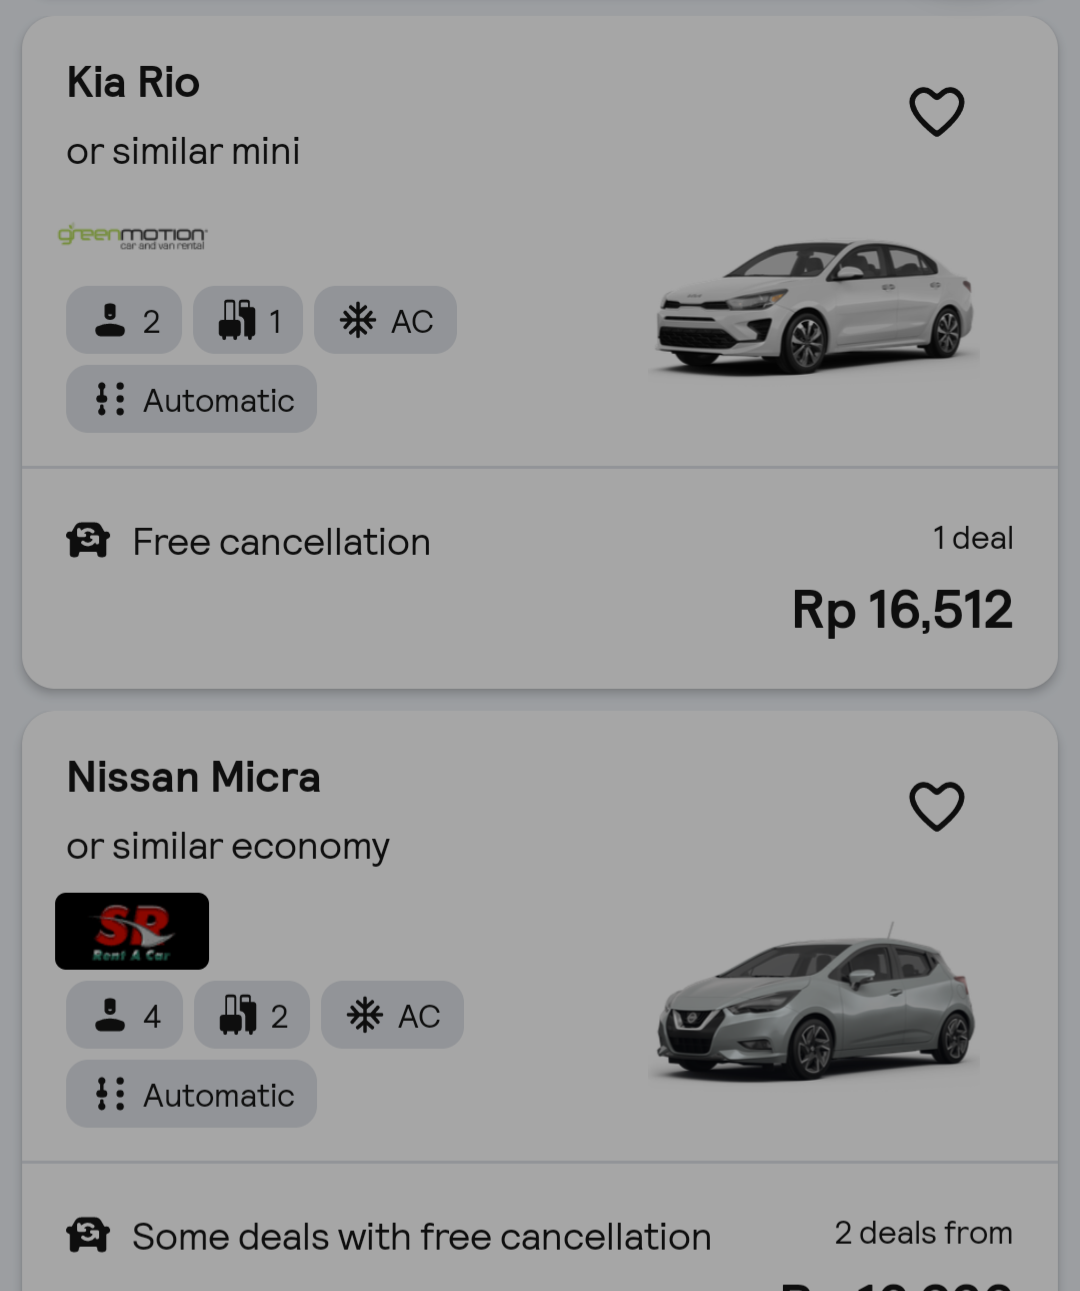 Kia Rio
or similar mini
greenmotion
car and van rental
2 1 AC
Automatic
Free cancellation
1 deal
Rp 16,512
Nissan Micra
or similar economy
SR
Rent A Car
4 2 AC
Automatic
Some deals with free cancellation
2 deals from
Rp